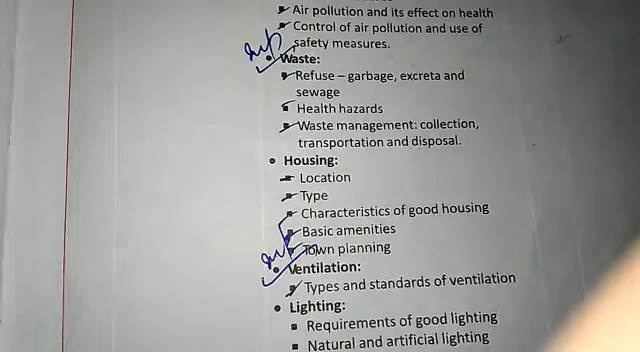 Air pollution and its effect on health
Control of air pollution and use of
safety measures.
Imp
Waste:
Refuse – garbage, excreta and
sewage
Health hazards
Waste management: collection,
transportation and disposal.
Housing:
Location
Type
Characteristics of good housing
Basic amenities
Town planning
Ventilation:
Types and standards of ventilation
Lighting:
Requirements of good lighting
Natural and artificial lighting